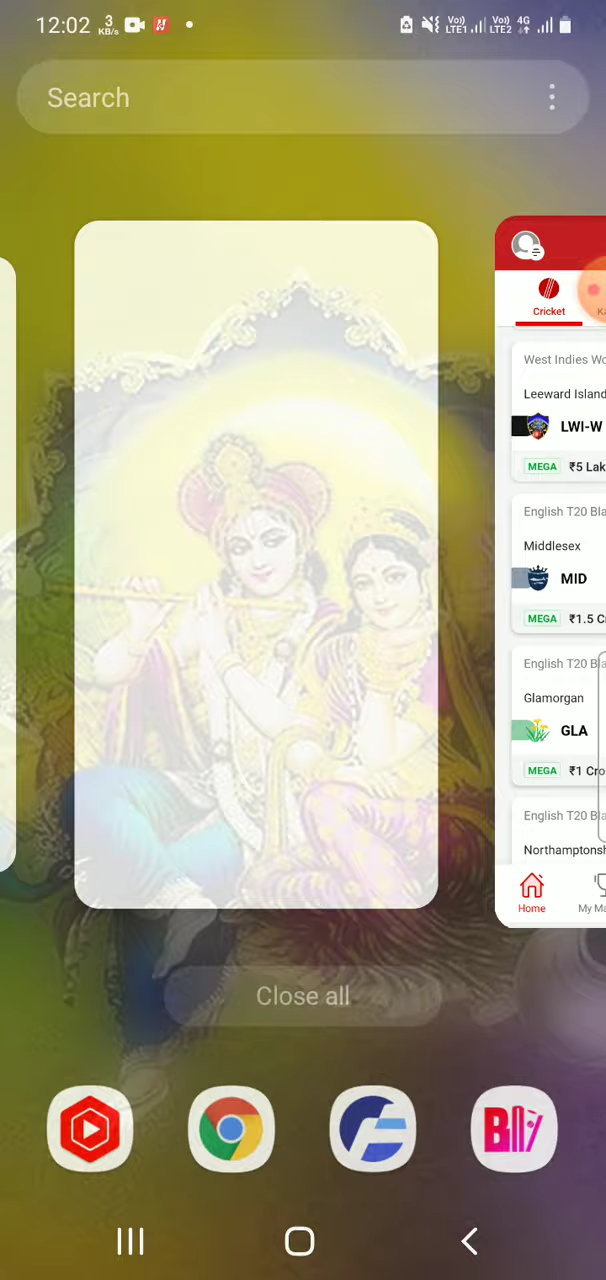 12:02 3 KB/s Vo)) LTE1 Vo)) LTE2 4G
Search
Cricket
West Indies Wo
Leeward Island
LWI-W
MEGA ₹5 Lak
English T20 Bla
Middlesex
MID
MEGA ₹1.5 Cr
English T20 Bla
Glamorgan
GLA
MEGA ₹1 Cro
English T20 Bla
Northamptonsh
Home My Ma
Close all